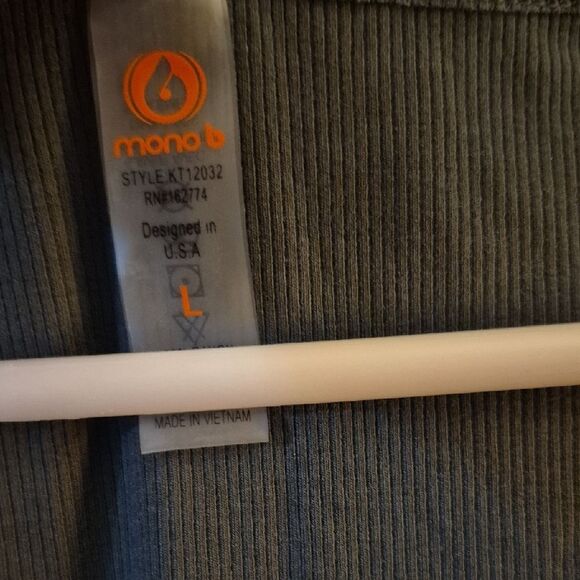 mono b
STYLE KT12032
RN#162774
Designed in
U.S.A
L
MADE IN VIETNAM